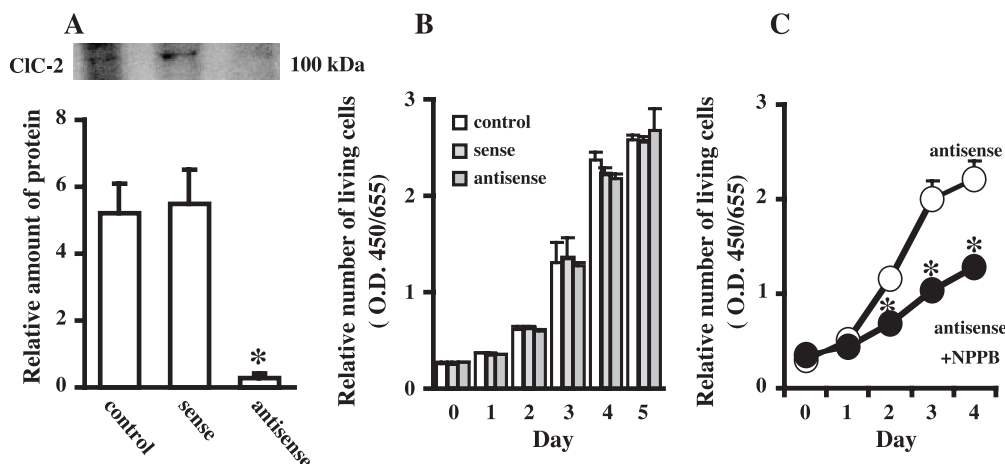 A
ClC-2
100 kDa
Relative amount of protein
8
6
4
2
0
*
control
sense
antisense
B
Relative number of living cells
( O.D. 450/655)
3
2
1
0
control
sense
antisense
0 1 2 3 4 5
Day
C
Relative number of living cells
( O.D. 450/655)
3
2
1
0
antisense
*
*
*
antisense
+NPPB
0 1 2 3 4
Day